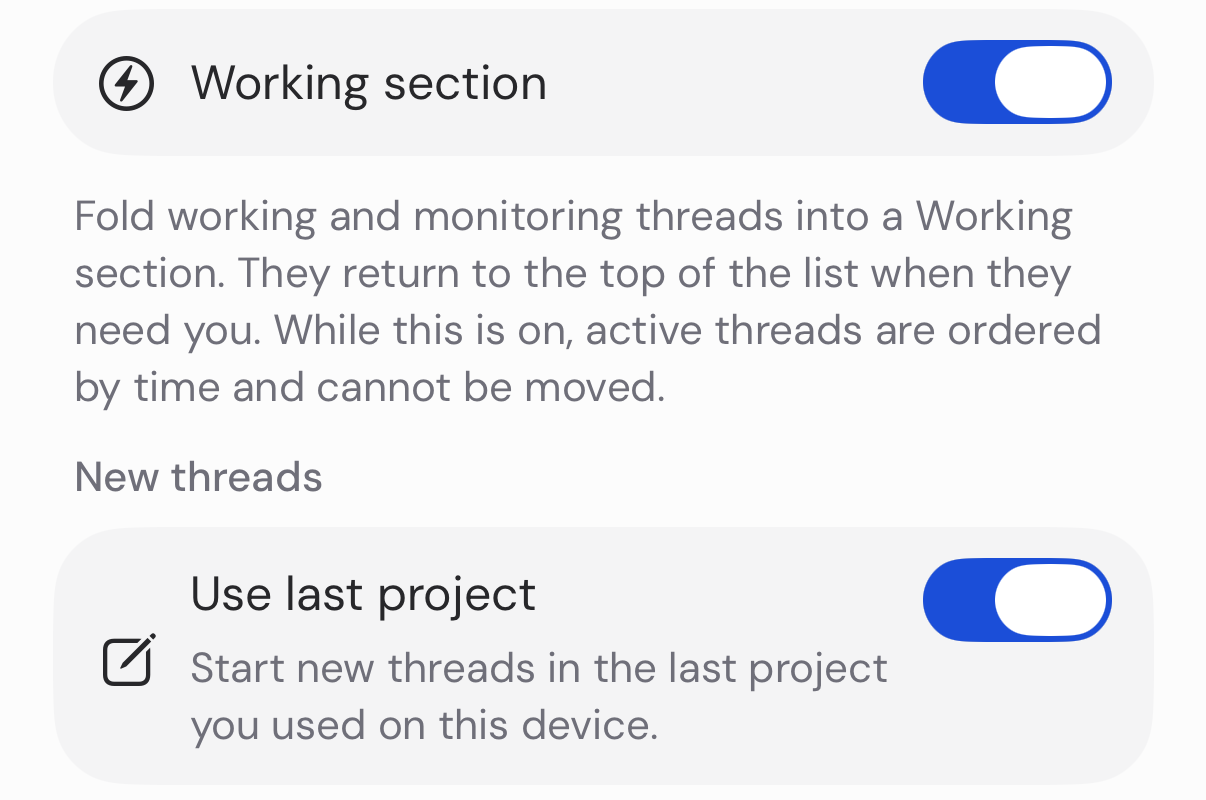 Working section
Fold working and monitoring threads into a Working
section. They return to the top of the list when they
need you. While this is on, active threads are ordered
by time and cannot be moved.
New threads
Use last project
Start new threads in the last project
you used on this device.